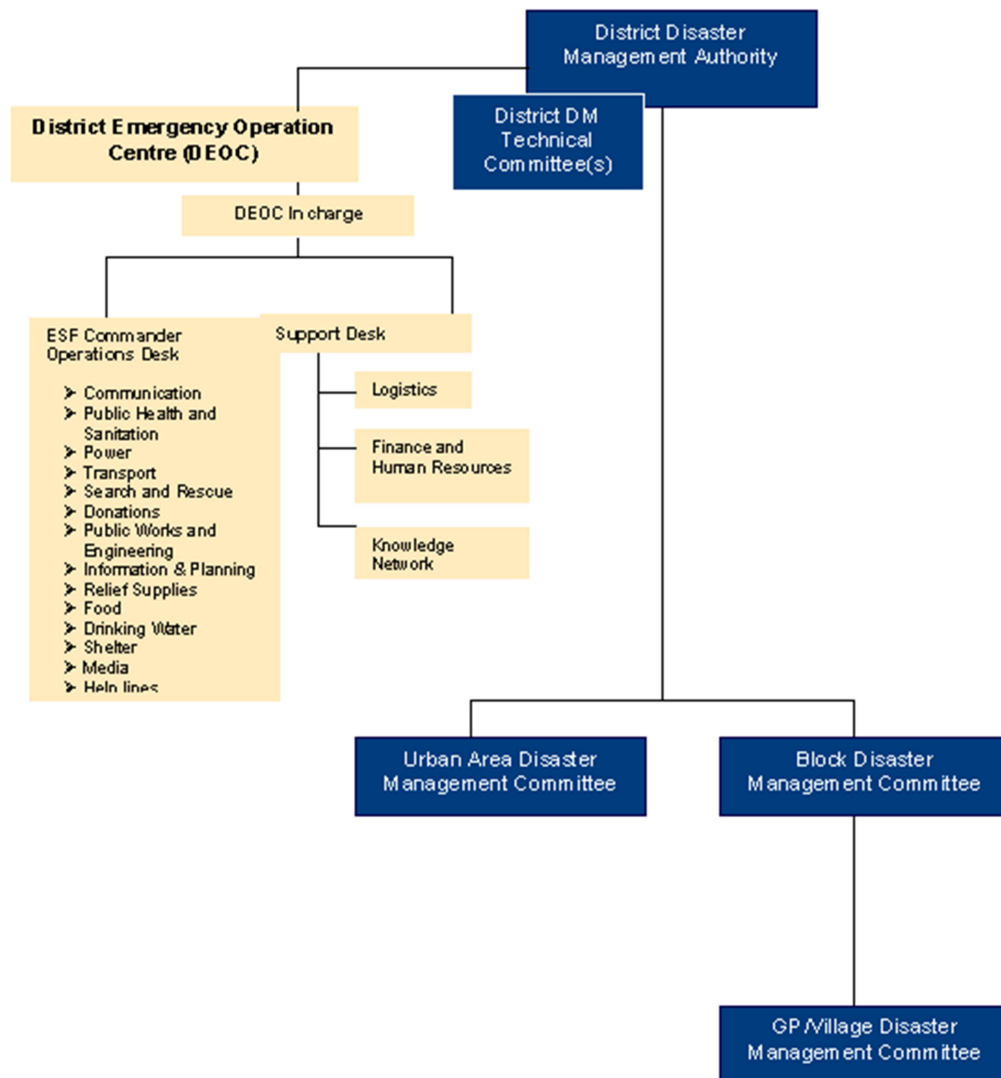 District Disaster
Management Authority
District DM
Technical
Committee(s)
District Emergency Operation
Centre (DEOC)
DEOC In charge
ESF Commander
Operations Desk
➢ Communication
➢ Public Health and
Sanitation
➢ Power
➢ Transport
➢ Search and Rescue
➢ Donations
➢ Public Works and
Engineering
➢ Information & Planning
➢ Relief Supplies
➢ Food
➢ Drinking Water
➢ Shelter
➢ Media
➢ Help lines
Support Desk
Logistics
Finance and
Human Resources
Knowledge
Network
Urban Area Disaster
Management Committee
Block Disaster
Management Committee
GP/Village Disaster
Management Committee